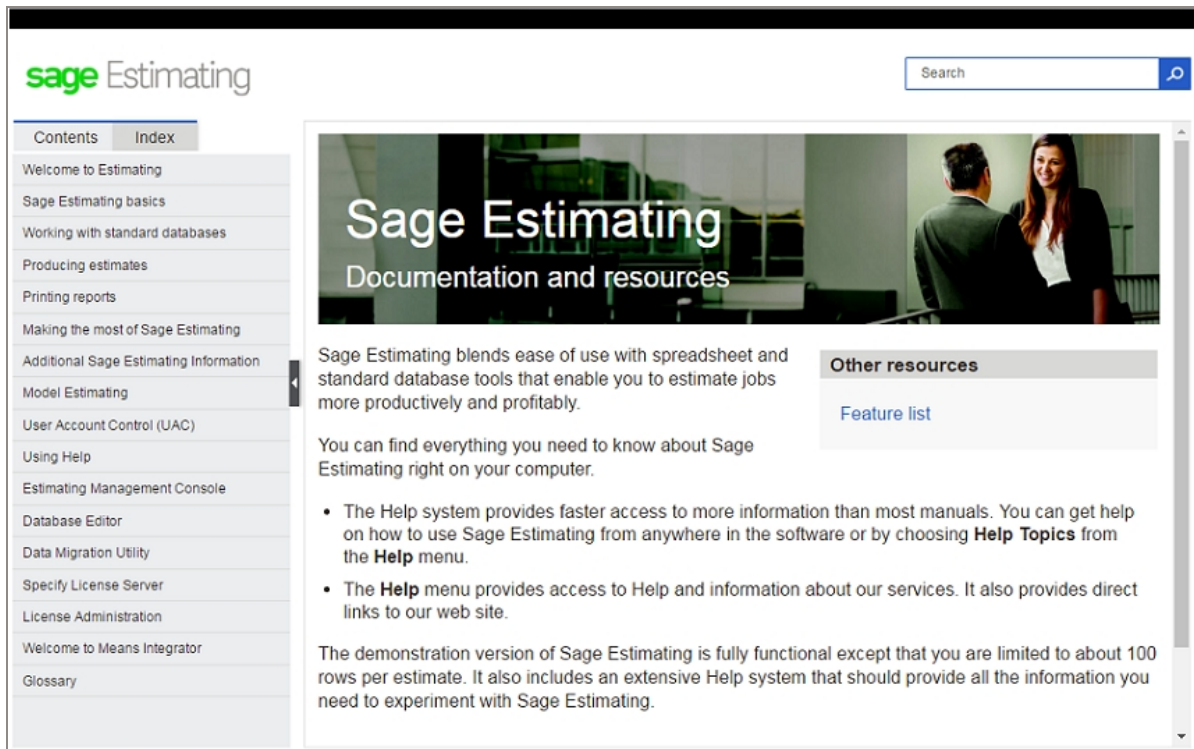 sage Estimating
Search
Contents Index
Welcome to Estimating
Sage Estimating basics
Working with standard databases
Producing estimates
Printing reports
Making the most of Sage Estimating
Additional Sage Estimating Information
Model Estimating
User Account Control (UAC)
Using Help
Estimating Management Console
Database Editor
Data Migration Utility
Specify License Server
License Administration
Welcome to Means Integrator
Glossary
Sage Estimating
Documentation and resources
Sage Estimating blends ease of use with spreadsheet and
standard database tools that enable you to estimate jobs
more productively and profitably.
You can find everything you need to know about Sage
Estimating right on your computer.
Other resources
Feature list
• The Help system provides faster access to more information than most manuals. You can get help
on how to use Sage Estimating from anywhere in the software or by choosing Help Topics from
the Help menu.
• The Help menu provides access to Help and information about our services. It also provides direct
links to our web site.
The demonstration version of Sage Estimating is fully functional except that you are limited to about 100
rows per estimate. It also includes an extensive Help system that should provide all the information you
need to experiment with Sage Estimating.